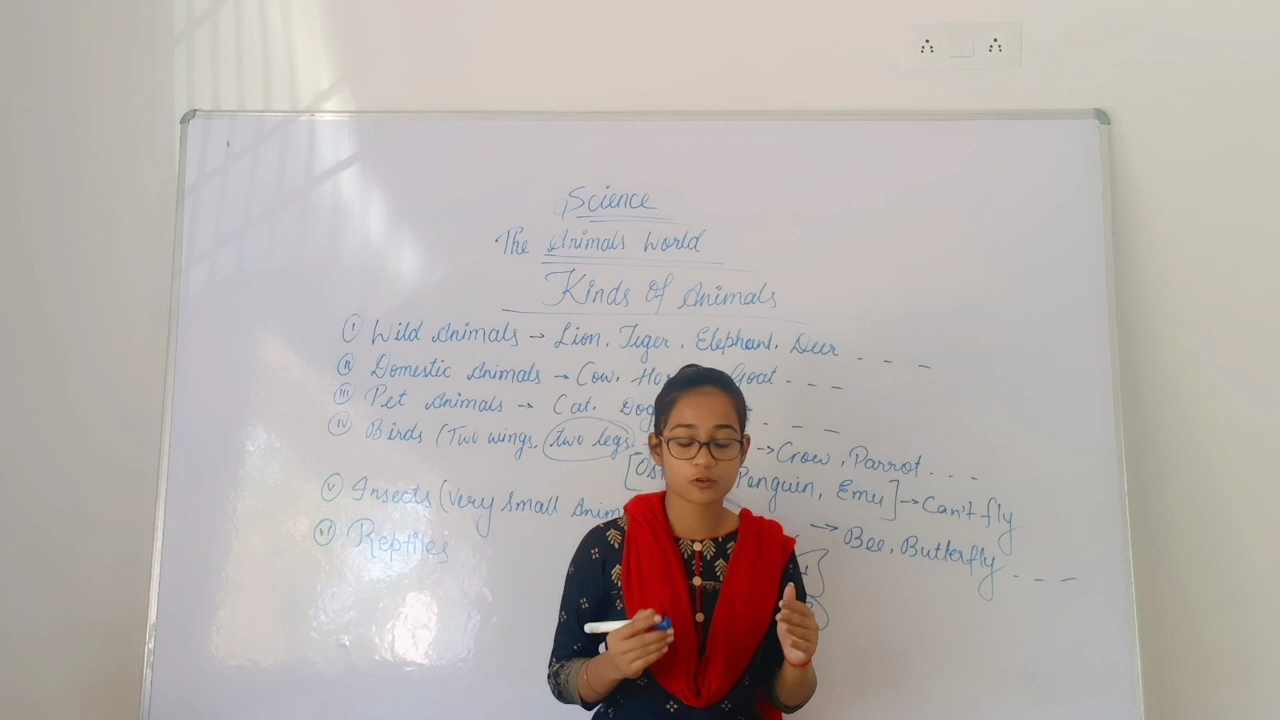 Science
The Animals World
Kinds Of Animals
(I) Wild Animals → Lion, Tiger, Elephant, Deer - - -
(II) Domestic Animals → Cow, Goat - - -
(III) Pet Animals → Cat, Dog - - -
(IV) Birds (Two wings, two legs → Crow, Parrot - - -
[ Penguin, Emu] → Can't fly
(V) Insects (Very Small → Bee, Butterfly - - -
(VI) Reptiles